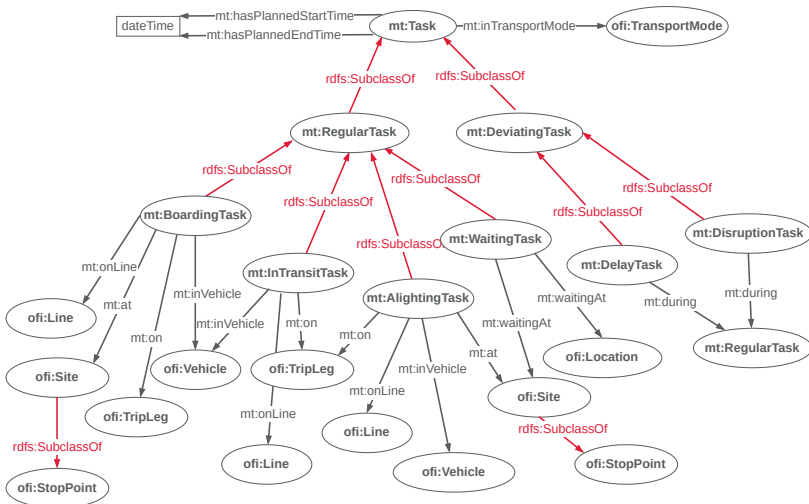 mt:hasPlannedStartTime
dateTime
mt:Task
mt:inTransportMode
ofi:TransportMode
mt:hasPlannedEndTime
rdfs:SubclassOf
rdfs:SubclassOf
mt:RegularTask
mt:DeviatingTask
rdfs:SubclassOf
rdfs:SubclassOf
rdfs:SubclassOf
rdfs:SubclassOf
rdfs:SubclassOf
rdfs:SubclassOf
mt:BoardingTask
mt:WaitingTask
mt:DisruptionTask
mt:onLine
mt:InTransitTask
mt:DelayTask
mt:at
mt:AlightingTask
mt:inVehicle
mt:during
mt:during
ofi:Line
mt:on
mt:inVehicle
mt:on
mt:on
mt:waitingAt
mt:waitingAt
mt:RegularTask
ofi:Site
ofi:Vehicle
ofi:TripLeg
mt:inVehicle
mt:at
ofi:Location
mt:onLine
mt:onLine
ofi:Site
ofi:TripLeg
rdfs:SubclassOf
ofi:Line
rdfs:SubclassOf
ofi:Line
ofi:StopPoint
ofi:Vehicle
ofi:StopPoint